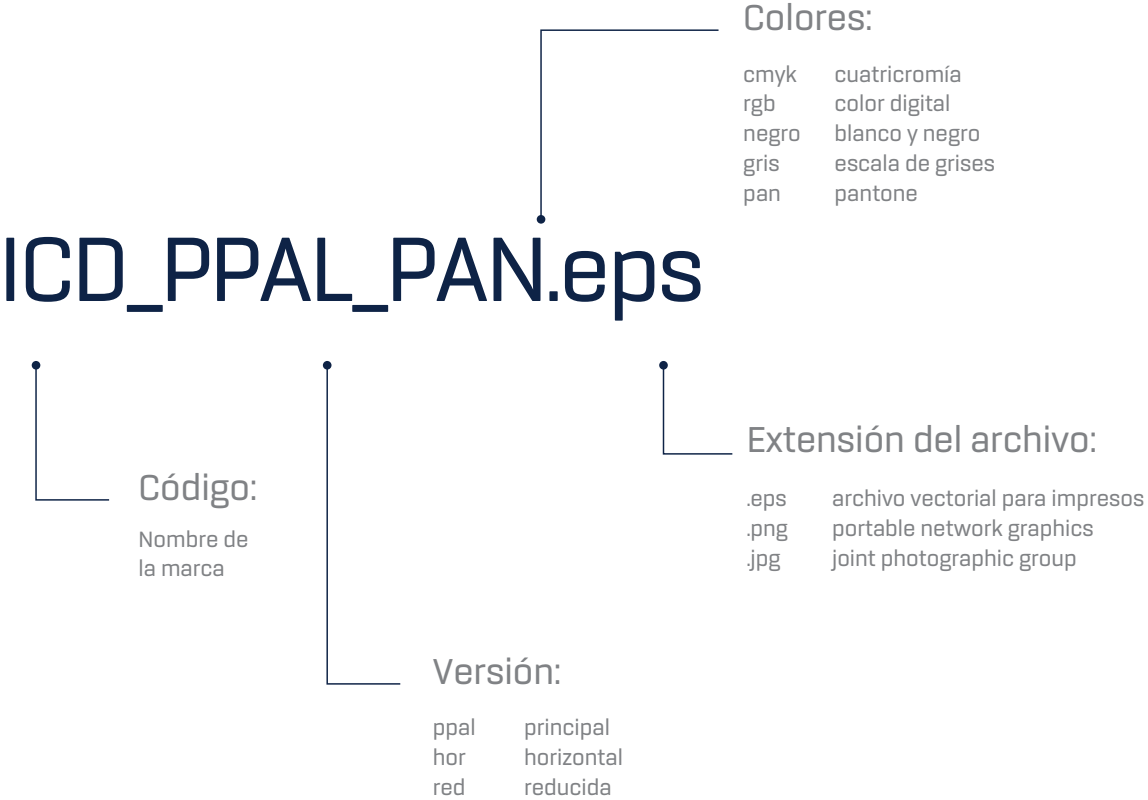 Colores:
cmyk cuatricromía
rgb color digital
negro blanco y negro
gris escala de grises
pan pantone
ICD_PPAL_PAN.eps
Código:
Nombre de
la marca
Versión:
ppal principal
hor horizontal
red reducida
Extensión del archivo:
.eps archivo vectorial para impresos
.png portable network graphics
.jpg joint photographic group